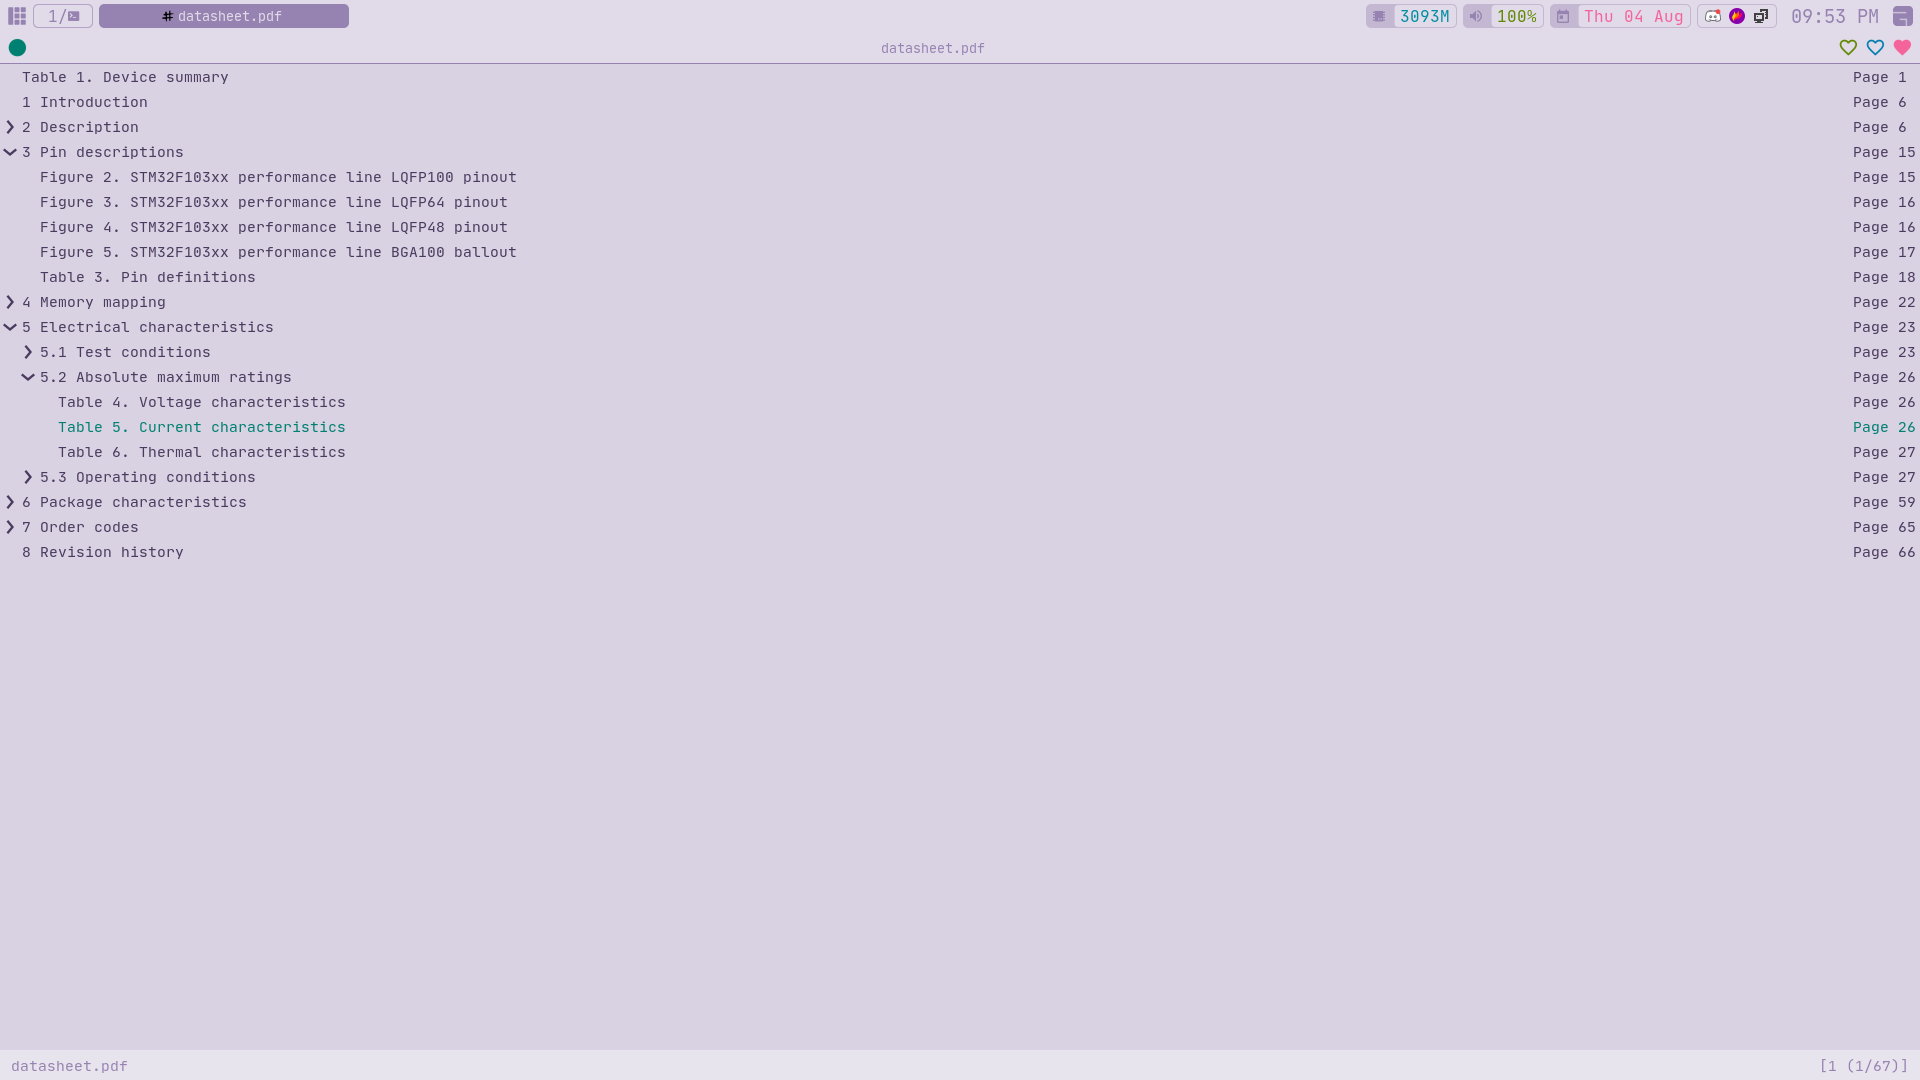 1/ datasheet.pdf 3093M 100% Thu 04 Aug 09:53 PM
datasheet.pdf
Table 1. Device summary Page 1
1 Introduction Page 6
2 Description Page 6
3 Pin descriptions Page 15
Figure 2. STM32F103xx performance line LQFP100 pinout Page 15
Figure 3. STM32F103xx performance line LQFP64 pinout Page 16
Figure 4. STM32F103xx performance line LQFP48 pinout Page 16
Figure 5. STM32F103xx performance line BGA100 ballout Page 17
Table 3. Pin definitions Page 18
4 Memory mapping Page 22
5 Electrical characteristics Page 23
5.1 Test conditions Page 23
5.2 Absolute maximum ratings Page 26
Table 4. Voltage characteristics Page 26
Table 5. Current characteristics Page 26
Table 6. Thermal characteristics Page 27
5.3 Operating conditions Page 27
6 Package characteristics Page 59
7 Order codes Page 65
8 Revision history Page 66
datasheet.pdf [1 (1/67)]